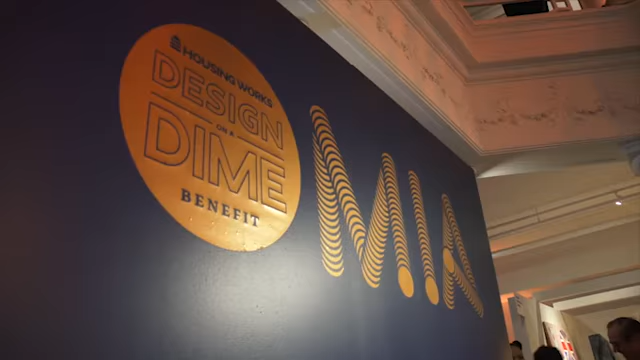 HOUSING WORKS
DESIGN
ON A
DIME
BENEFIT
MIA